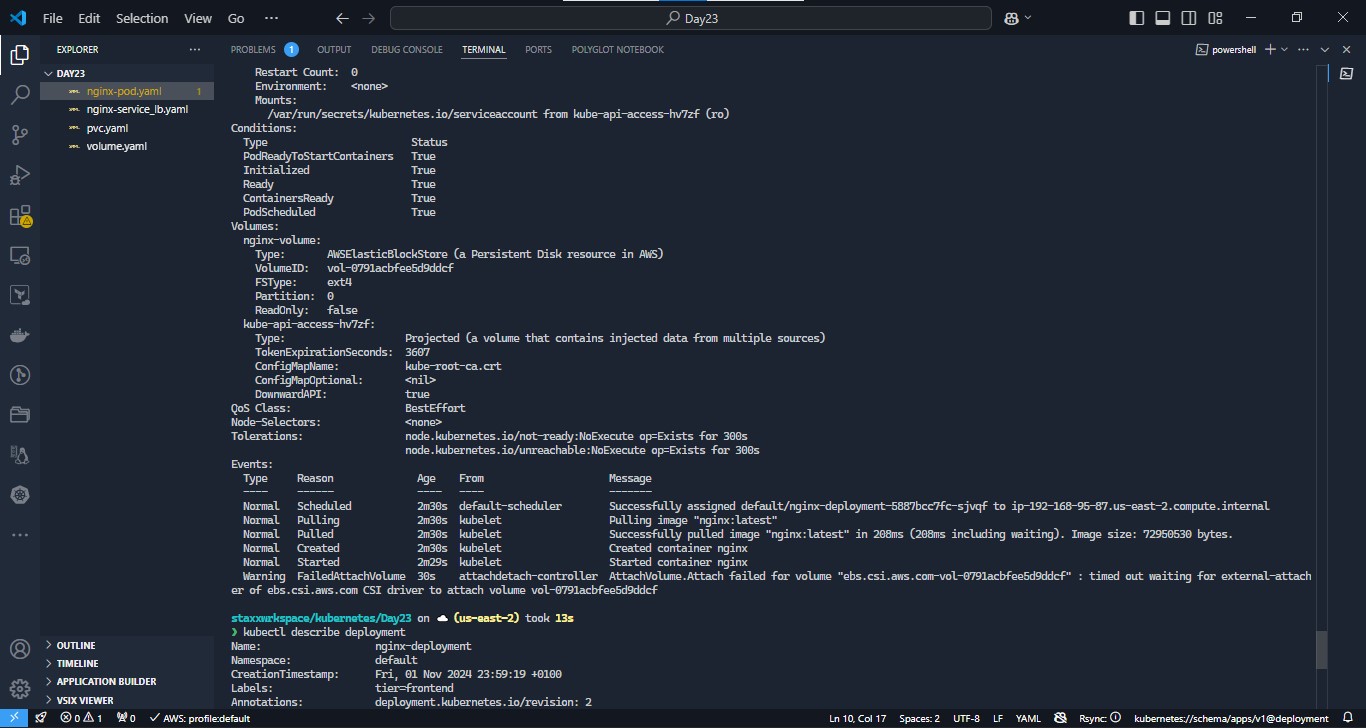 File Edit Selection View Go ··· Day23
EXPLORER ···
PROBLEMS 1 OUTPUT DEBUG CONSOLE TERMINAL PORTS POLYGLOT NOTEBOOK powershell
DAY23
nginx-pod.yaml 1
nginx-service_lb.yaml
pvc.yaml
volume.yaml
Restart Count: 0
Environment: <none>
Mounts:
/var/run/secrets/kubernetes.io/serviceaccount from kube-api-access-hv7zf (ro)
Conditions:
Type Status
PodReadyToStartContainers True
Initialized True
Ready True
ContainersReady True
PodScheduled True
Volumes:
nginx-volume:
Type: AWSElasticBlockStore (a Persistent Disk resource in AWS)
VolumeID: vol-0791acbfee5d9ddcf
FSType: ext4
Partition: 0
ReadOnly: false
kube-api-access-hv7zf:
Type: Projected (a volume that contains injected data from multiple sources)
TokenExpirationSeconds: 3607
ConfigMapName: kube-root-ca.crt
ConfigMapOptional: <nil>
DownwardAPI: true
QoS Class: BestEffort
Node-Selectors: <none>
Tolerations: node.kubernetes.io/not-ready:NoExecute op=Exists for 300s
node.kubernetes.io/unreachable:NoExecute op=Exists for 300s
Events:
Type Reason Age From Message
---- ------ ---- ---- -------
Normal Scheduled 2m30s default-scheduler Successfully assigned default/nginx-deployment-5887bcc7fc-sjvqf to ip-192-168-95-87.us-east-2.compute.internal
Normal Pulling 2m30s kubelet Pulling image "nginx:latest"
Normal Pulled 2m30s kubelet Successfully pulled image "nginx:latest" in 208ms (208ms including waiting). Image size: 72950530 bytes.
Normal Created 2m30s kubelet Created container nginx
Normal Started 2m29s kubelet Started container nginx
Warning FailedAttachVolume 30s attachdetach-controller AttachVolume.Attach failed for volume "ebs.csi.aws.com-vol-0791acbfee5d9ddcf" : timed out waiting for external-attach
er of ebs.csi.aws.com CSI driver to attach volume vol-0791acbfee5d9ddcf
staxxwrkspace/kubernetes/Day23 on ☁ (us-east-2) took 13s
❯ kubectl describe deployment
Name: nginx-deployment
Namespace: default
CreationTimestamp: Fri, 01 Nov 2024 23:59:19 +0100
Labels: tier=frontend
Annotations: deployment.kubernetes.io/revision: 2
OUTLINE
TIMELINE
APPLICATION BUILDER
VSIX VIEWER
0 1 0 AWS: profile:default Ln 10, Col 17 Spaces: 2 UTF-8 LF YAML Rsync: kubernetes://schema/apps/v1@deployment